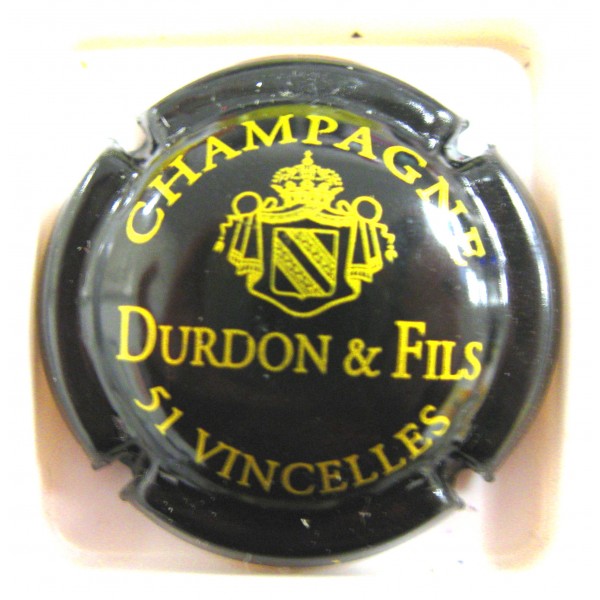 CHAMPAGNE
DURDON & FILS
51 VINCELLES